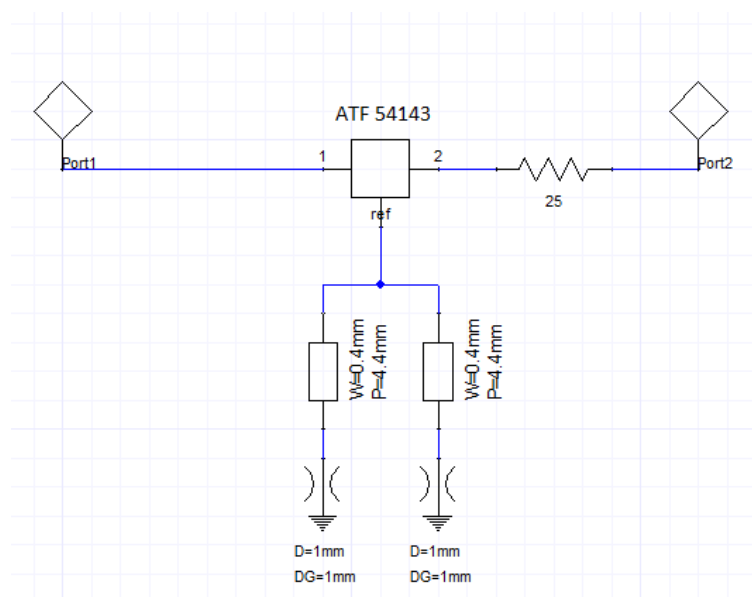 ATF 54143
Port1
1
2
Port2
25
ref
W=0.4mm
P=4.4mm
W=0.4mm
P=4.4mm
D=1mm
DG=1mm
D=1mm
DG=1mm